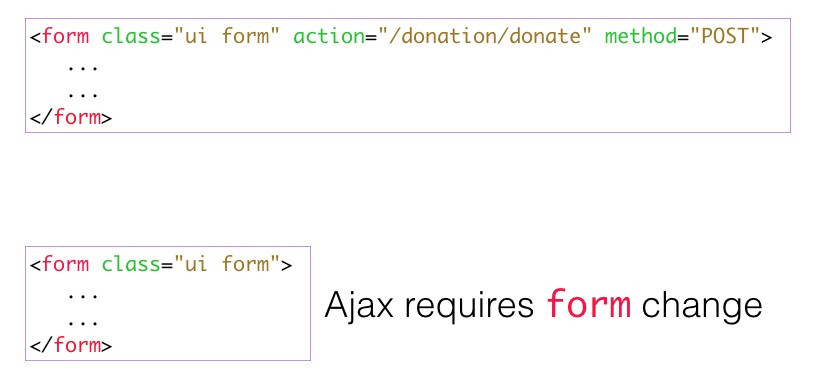 <form class="ui form" action="/donation/donate" method="POST">
   ...
   ...
</form>
<form class="ui form">
   ...
   ...
</form>
Ajax requires form change